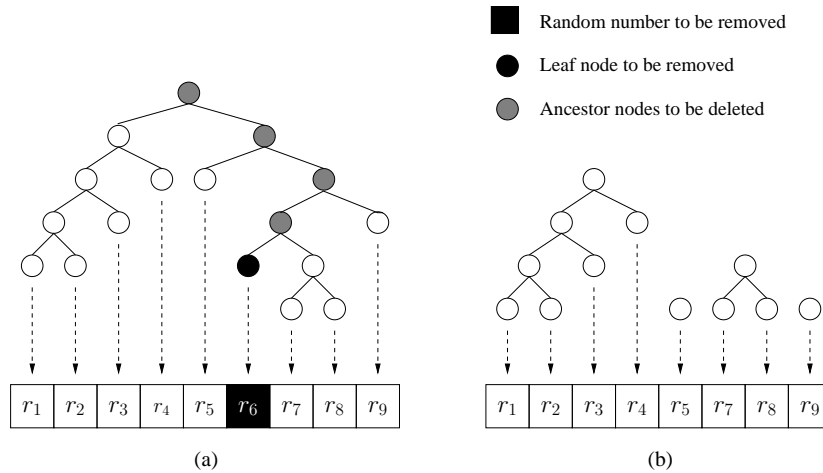 Random number to be removed
Leaf node to be removed
Ancestor nodes to be deleted
r1 r2 r3 r4 r5 r6 r7 r8 r9
r1 r2 r3 r4 r5 r7 r8 r9
(a)
(b)